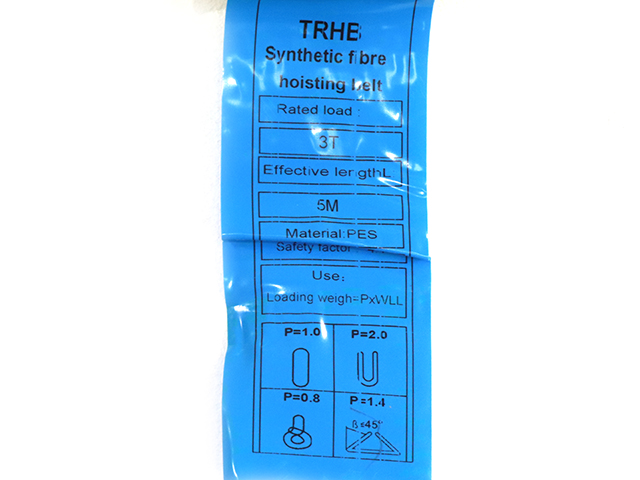 TRHB
Synthetic fibre
hoisting belt
Rated load :
3T
Effective lengthL
5M
Material:PES
Safety factor :
Use:
Loading weigh=PxWLL
P=1.0
P=2.0
P=0.8
P=1.4
β≤45°